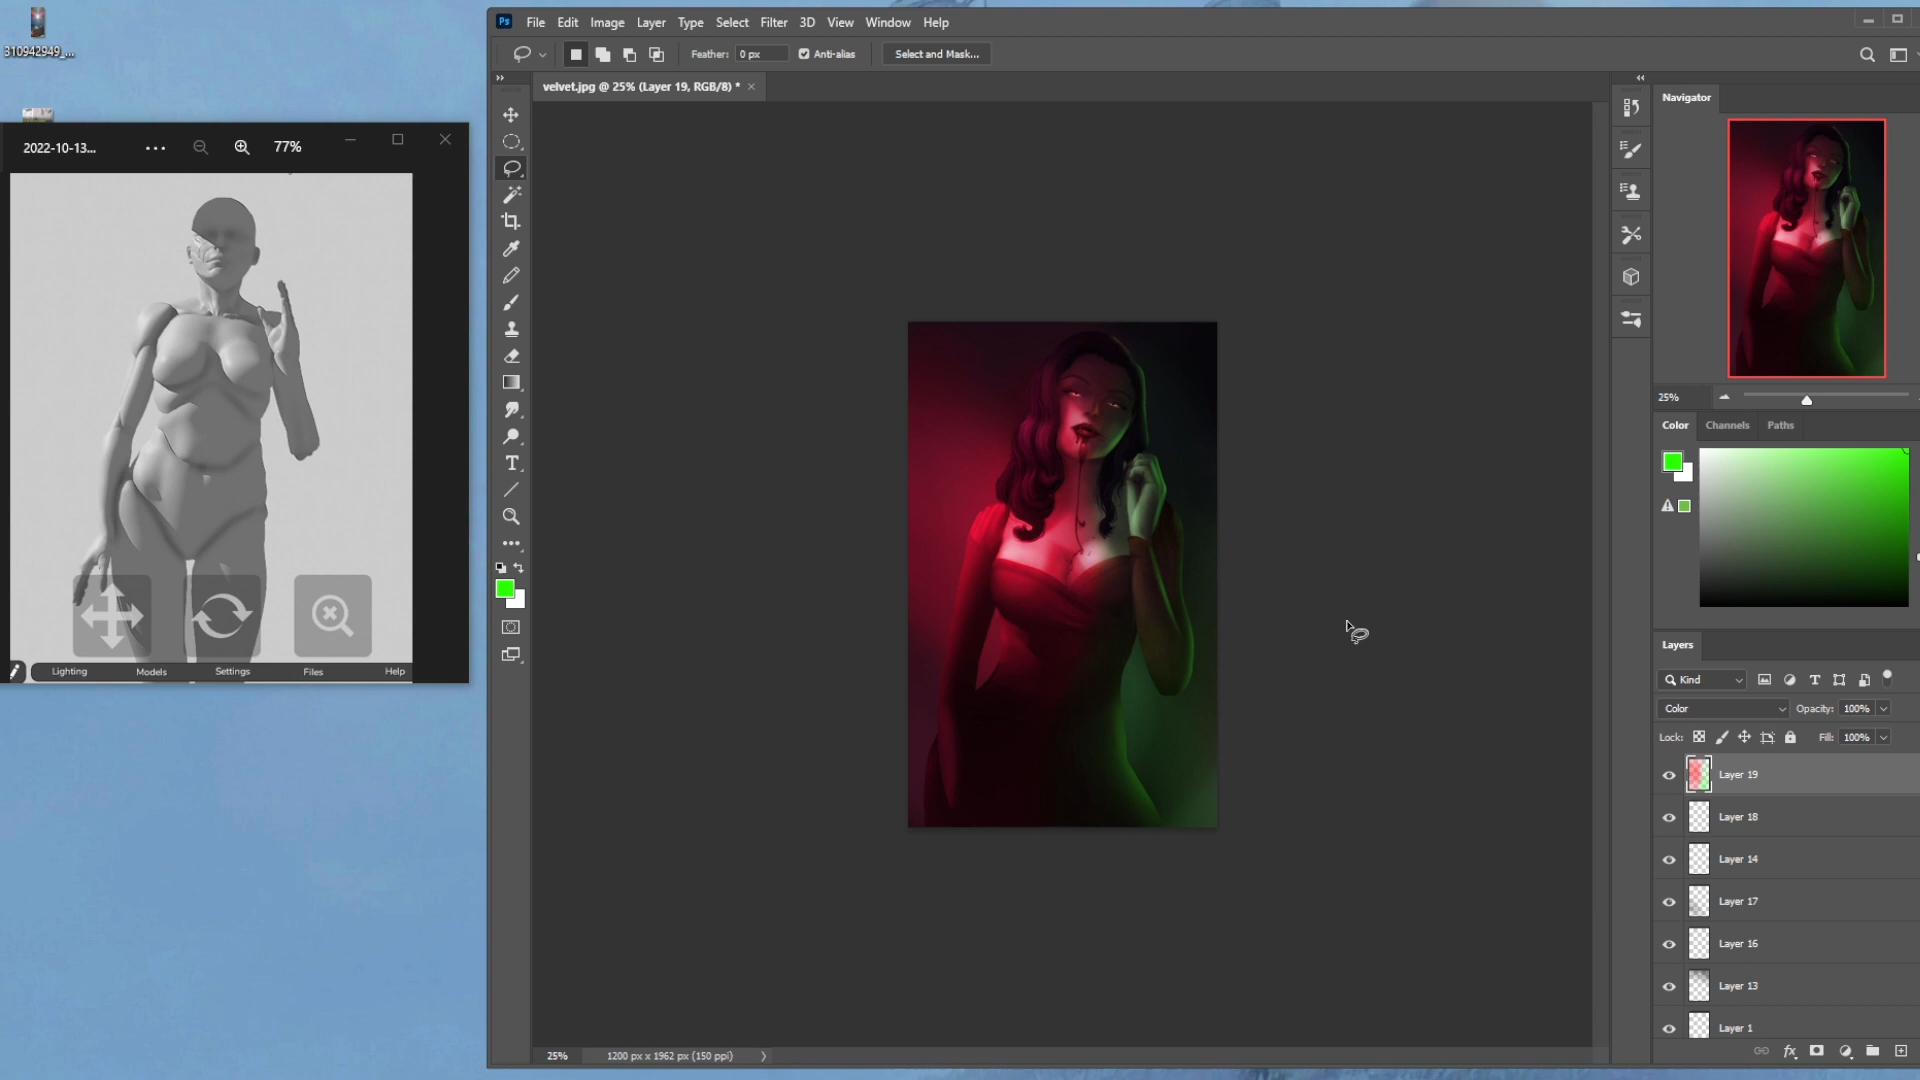 310942949_...
Ps File Edit Image Layer Type Select Filter 3D View Window Help
Feather: 0 px Anti-alias Select and Mask...
velvet.jpg @ 25% (Layer 19, RGB/8) * ×
Navigator
2022-10-13... 77%
25%
Color Channels Paths
Layers
Kind
Color Opacity: 100%
Lock: Fill: 100%
Layer 19
Layer 18
Layer 14
Layer 17
Layer 16
Layer 13
Layer 1
fx
Lighting Models Settings Files Help
25% 1200 px x 1962 px (150 ppi)